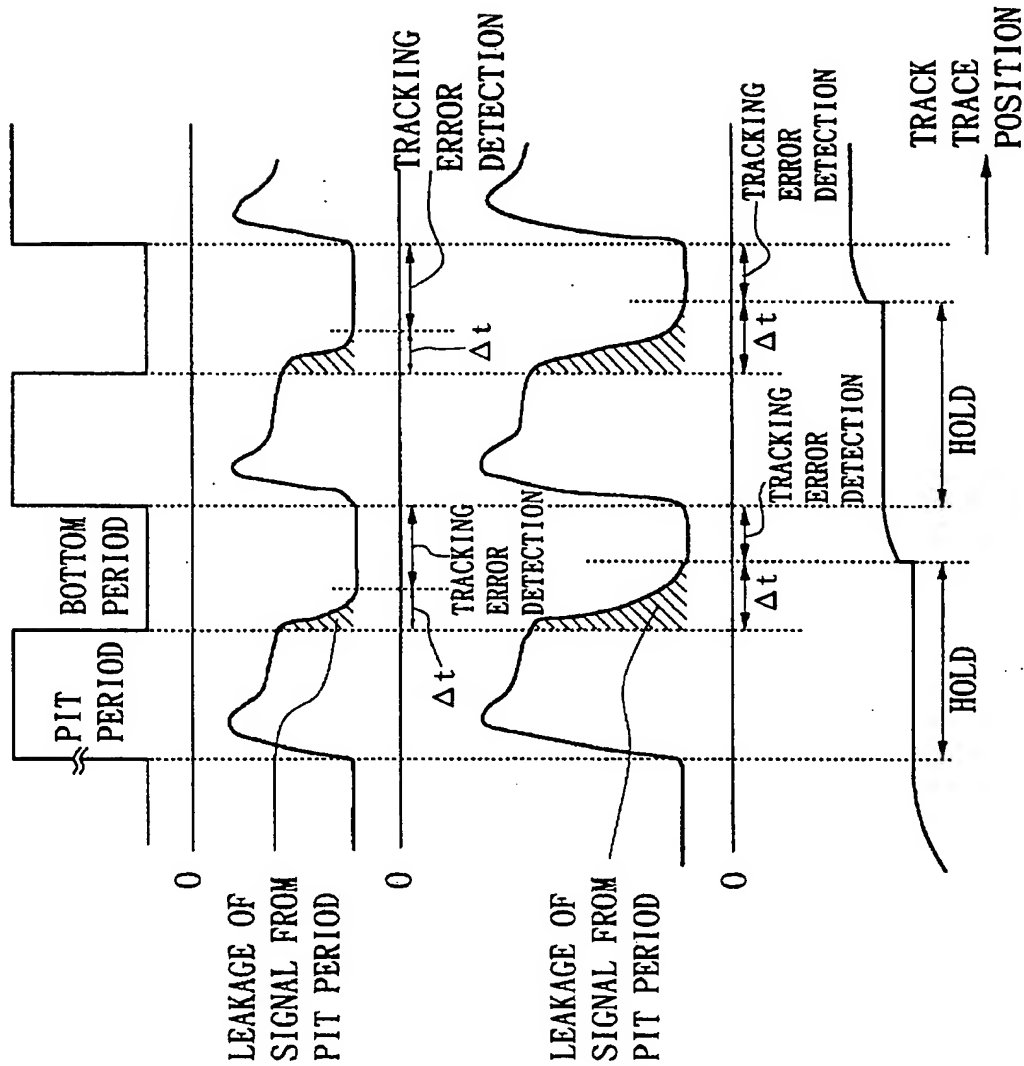 PIT
PERIOD
BOTTOM
PERIOD
0
LEAKAGE OF
SIGNAL FROM
PIT PERIOD
0
Δt
TRACKING
ERROR
DETECTION
Δt
TRACKING
ERROR
DETECTION
LEAKAGE OF
SIGNAL FROM
PIT PERIOD
0
Δt
TRACKING
ERROR
DETECTION
Δt
TRACKING
ERROR
DETECTION
HOLD
HOLD
TRACK
TRACE
POSITION